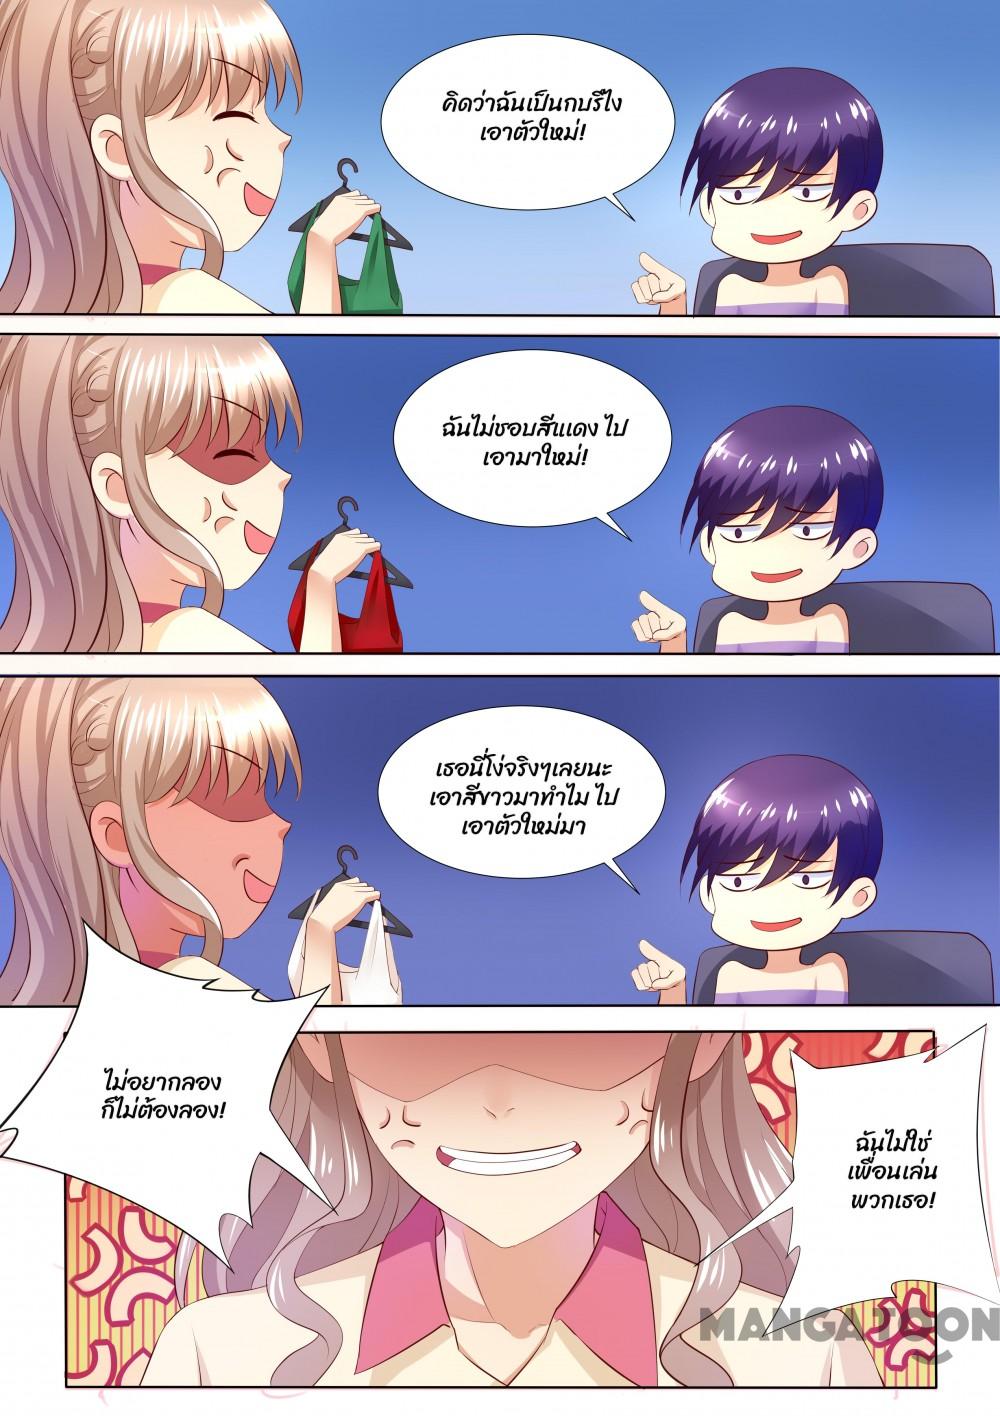 คิดว่าฉันเป็นกบรึไง
เอาตัวใหม่!
ฉันไม่ชอบสีแดง ไป
เอามาใหม่!
เธอนี่โง่จริงๆเลยนะ
เอาสีขาวมาทำไม ไป
เอาตัวใหม่มา
ไม่อยากลอง
ก็ไม่ต้องลอง!
ฉันไม่ใช่
เพื่อนเล่น
พวกเธอ!
MANGATOON